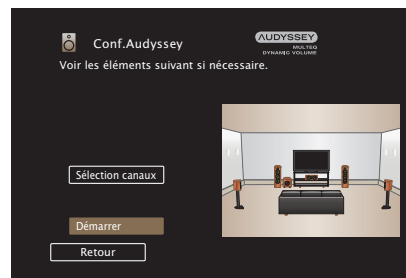 Conf.Audyssey
AUDYSSEY
MULTEQ
DYNAMIC VOLUME
Voir les éléments suivant si nécessaire.
Sélection canaux
Démarrer
Retour